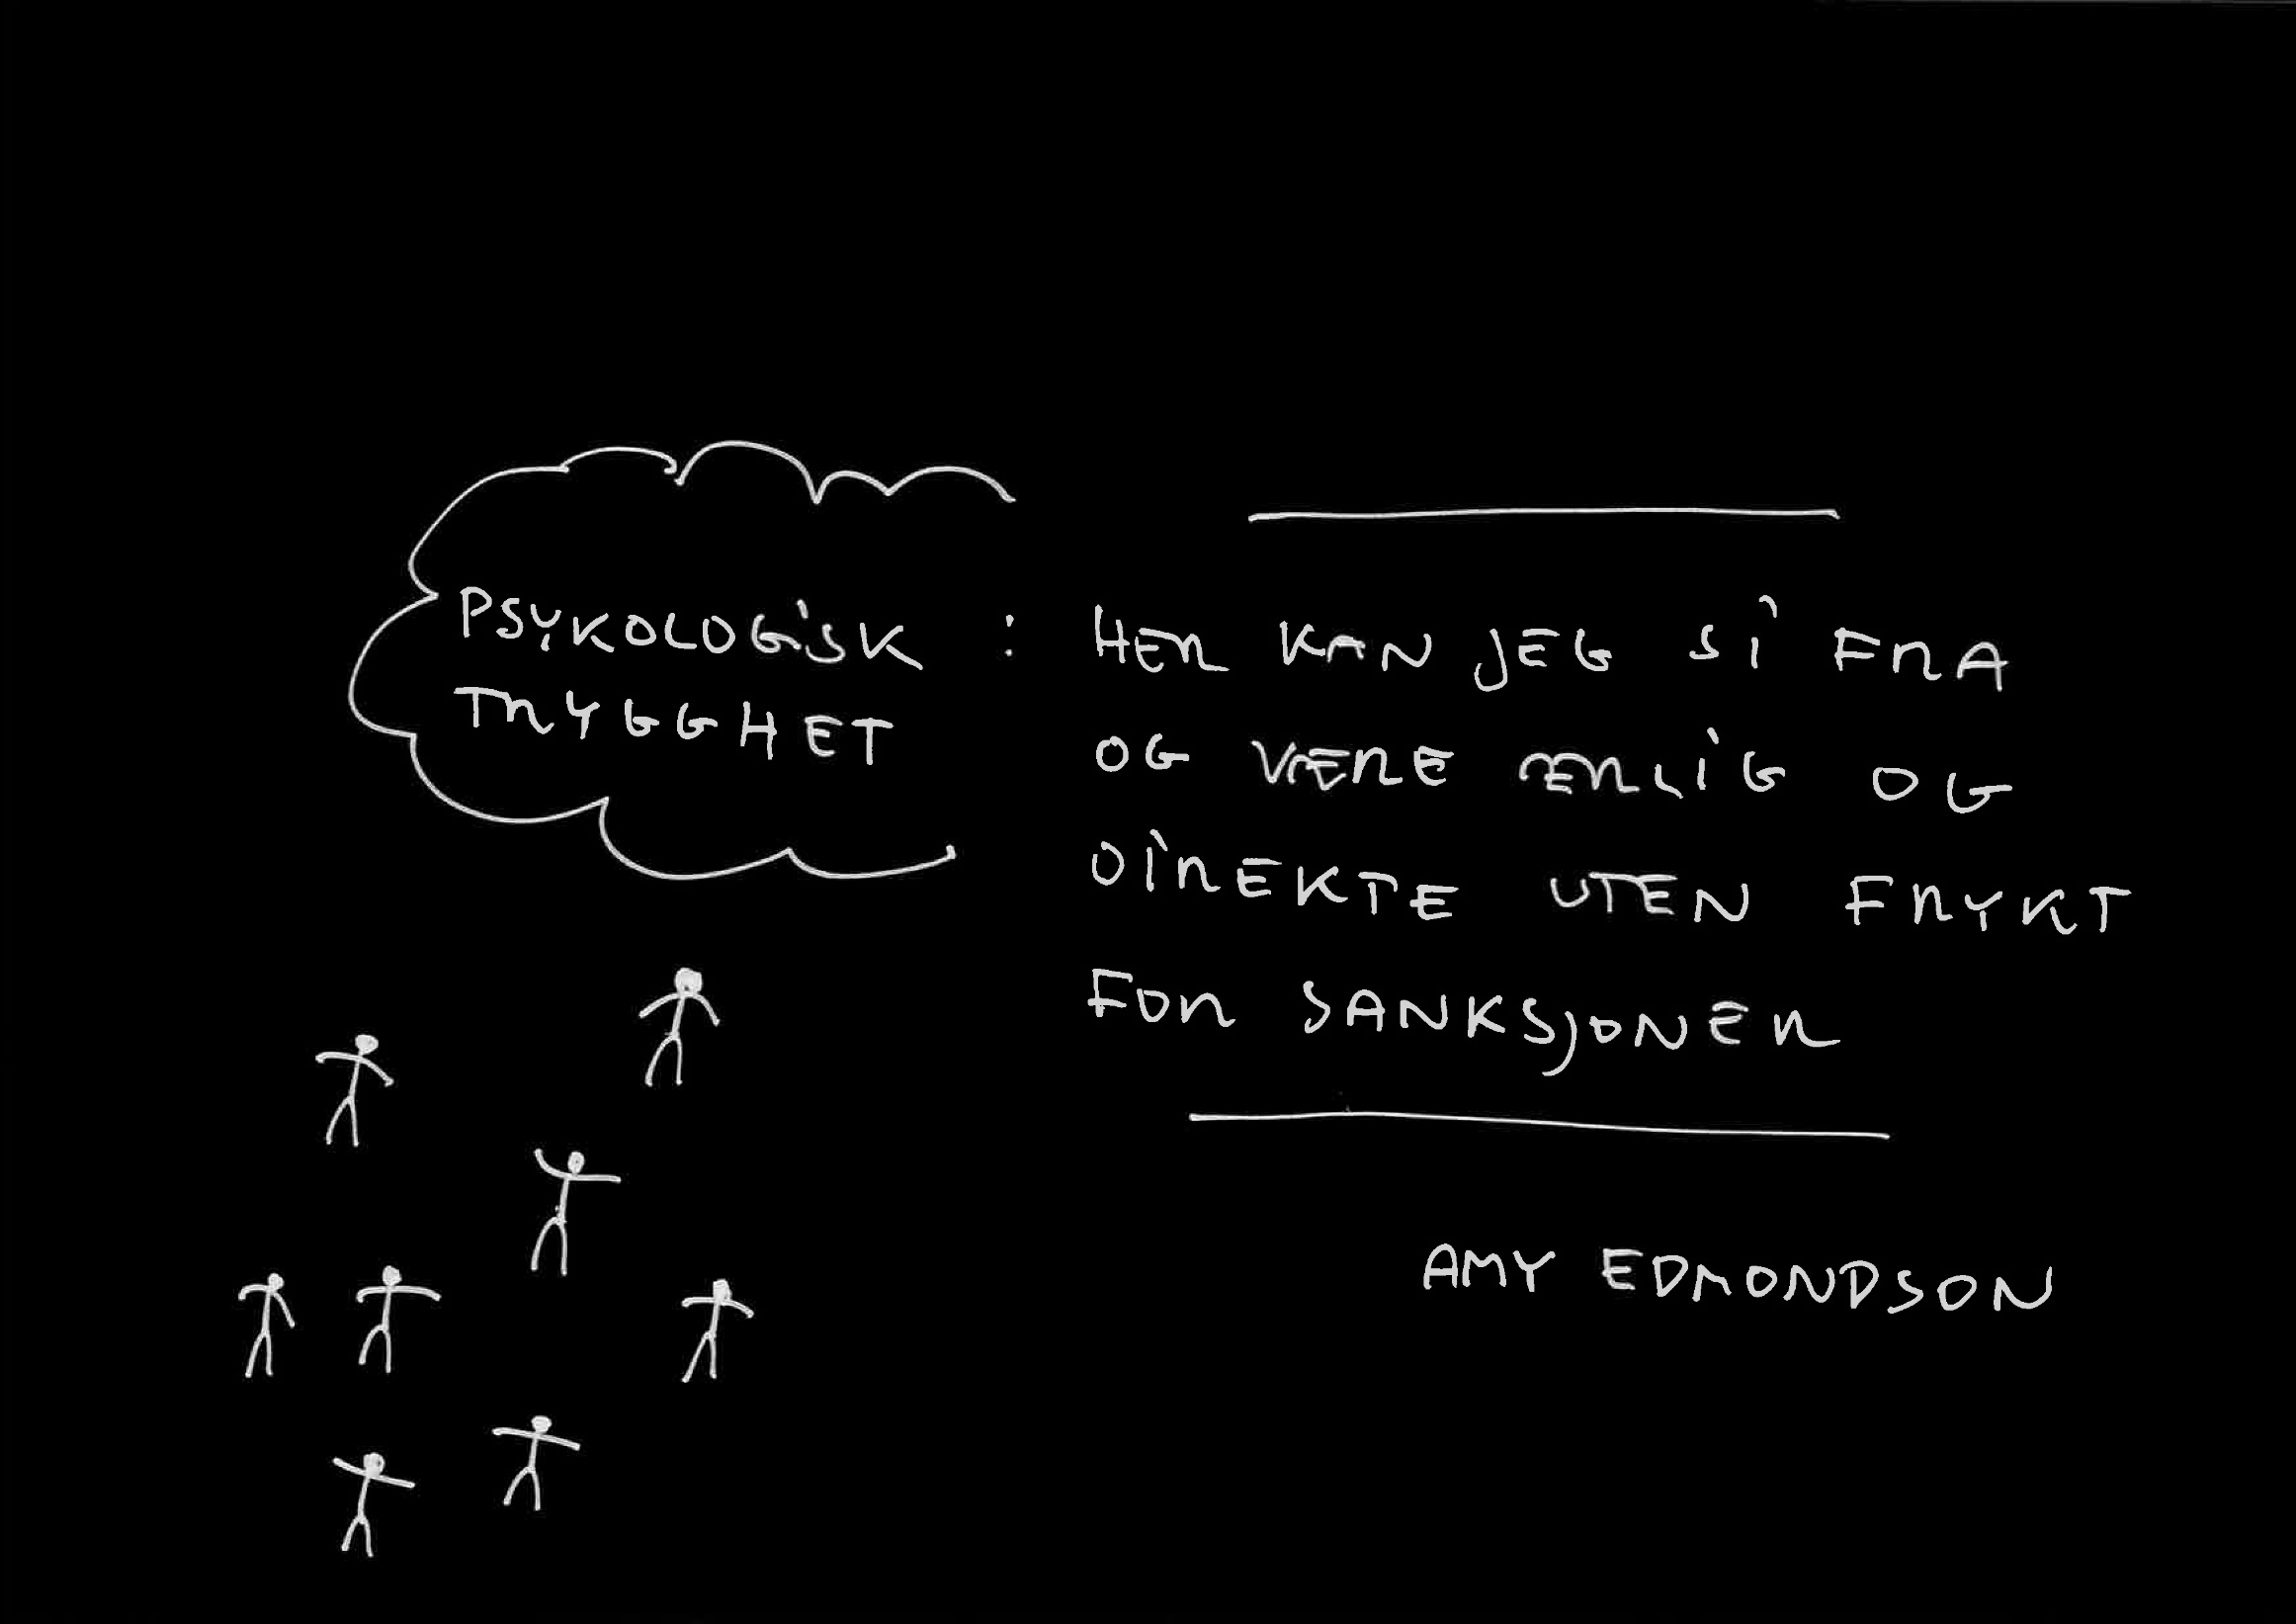 PSYKOLOGISK :
TRYGGHET
HER KAN JEG SI FRA
OG VÆRE ÆRLIG OG
DIREKTE UTEN FRYKT
FOR SANKSJONER
AMY EDMONDSON